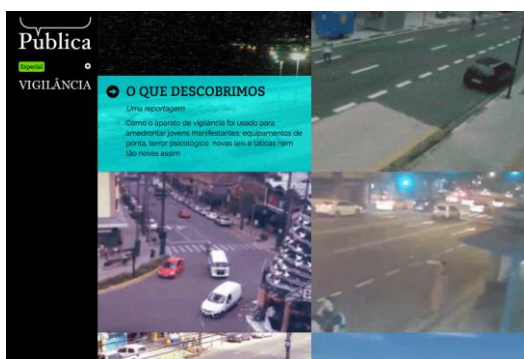 Pública
Especial
VIGILÂNCIA
O QUE DESCOBRIMOS
Uma reportagem
Como o aparato de vigilância foi usado para
amedrontar jovens manifestantes: equipamentos de
ponta, terror psicológico, novas leis e táticas nem
tão novas assim